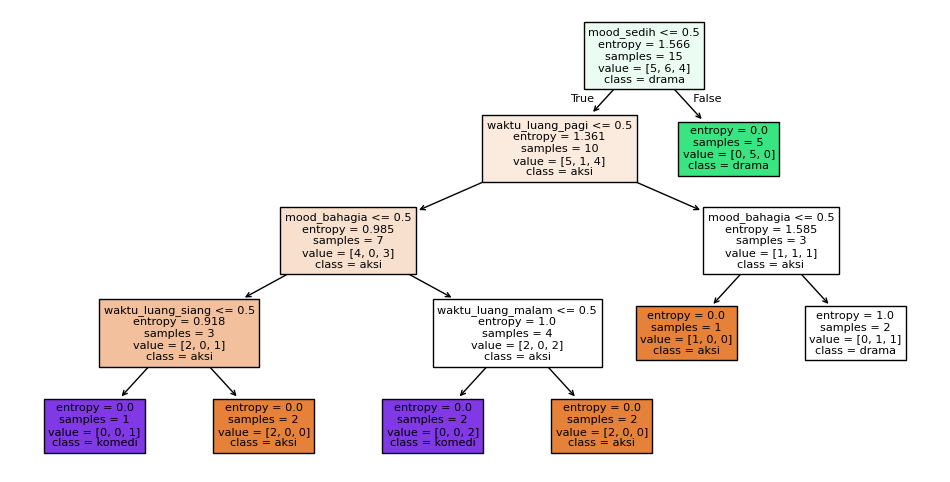 mood_sedih <= 0.5
entropy = 1.566
samples = 15
value = [5, 6, 4]
class = drama
True
False
waktu_luang_pagi <= 0.5
entropy = 1.361
samples = 10
value = [5, 1, 4]
class = aksi
entropy = 0.0
samples = 5
value = [0, 5, 0]
class = drama
mood_bahagia <= 0.5
entropy = 0.985
samples = 7
value = [4, 0, 3]
class = aksi
mood_bahagia <= 0.5
entropy = 1.585
samples = 3
value = [1, 1, 1]
class = aksi
waktu_luang_siang <= 0.5
entropy = 0.918
samples = 3
value = [2, 0, 1]
class = aksi
waktu_luang_malam <= 0.5
entropy = 1.0
samples = 4
value = [2, 0, 2]
class = aksi
entropy = 0.0
samples = 1
value = [1, 0, 0]
class = aksi
entropy = 1.0
samples = 2
value = [0, 1, 1]
class = drama
entropy = 0.0
samples = 1
value = [0, 0, 1]
class = komedi
entropy = 0.0
samples = 2
value = [2, 0, 0]
class = aksi
entropy = 0.0
samples = 2
value = [0, 0, 2]
class = komedi
entropy = 0.0
samples = 2
value = [2, 0, 0]
class = aksi